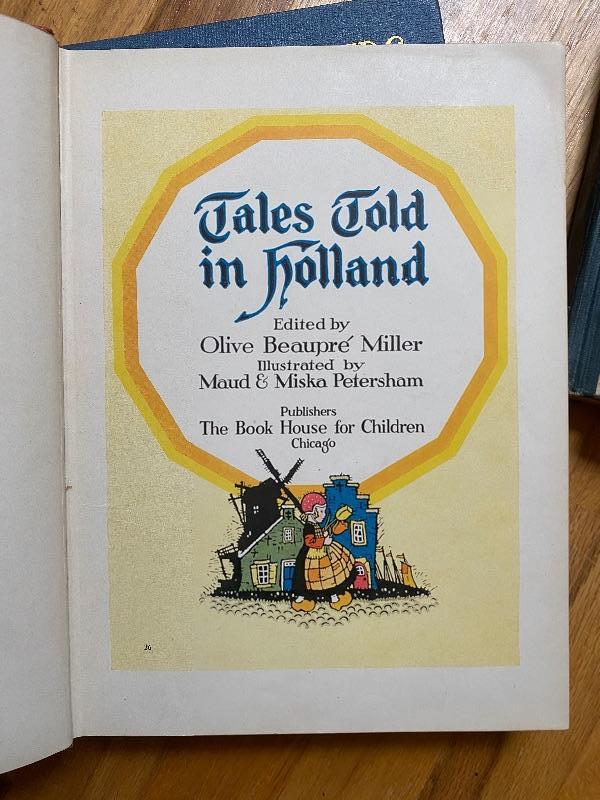 Tales Told
in Holland
Edited by
Olive Beaupré Miller
Illustrated by
Maud & Miska Petersham
Publishers
The Book House for Children
Chicago